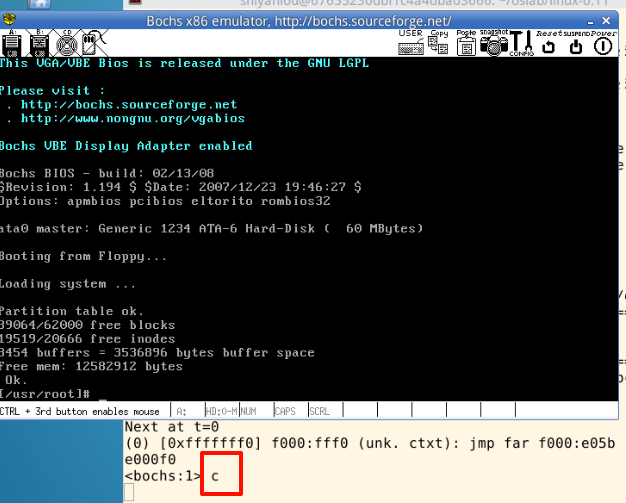 Bochs x86 emulator, http://bochs.sourceforge.net/
A: B: CD USER Copy Paste snapshot CONFIG Reset SUSPEND Power
This VGA/VBE Bios is released under the GNU LGPL
Please visit :
. http://bochs.sourceforge.net
. http://www.nongnu.org/vgabios
Bochs VBE Display Adapter enabled
Bochs BIOS - build: 02/13/08
$Revision: 1.194 $ $Date: 2007/12/23 19:46:27 $
Options: apmbios pcibios eltorito rombios32
ata0 master: Generic 1234 ATA-6 Hard-Disk ( 60 MBytes)
Booting from Floppy...
Loading system ...
Partition table ok.
39064/62000 free blocks
19519/20666 free inodes
3454 buffers = 3536896 bytes buffer space
Free mem: 12582912 bytes
Ok.
[/usr/root]# _
CTRL + 3rd button enables mouse A: HD:0-M NUM CAPS SCRL
Next at t=0
(0) [0xfffffff0] f000:fff0 (unk. ctxt): jmp far f000:e05b
e000f0
<bochs:1> c